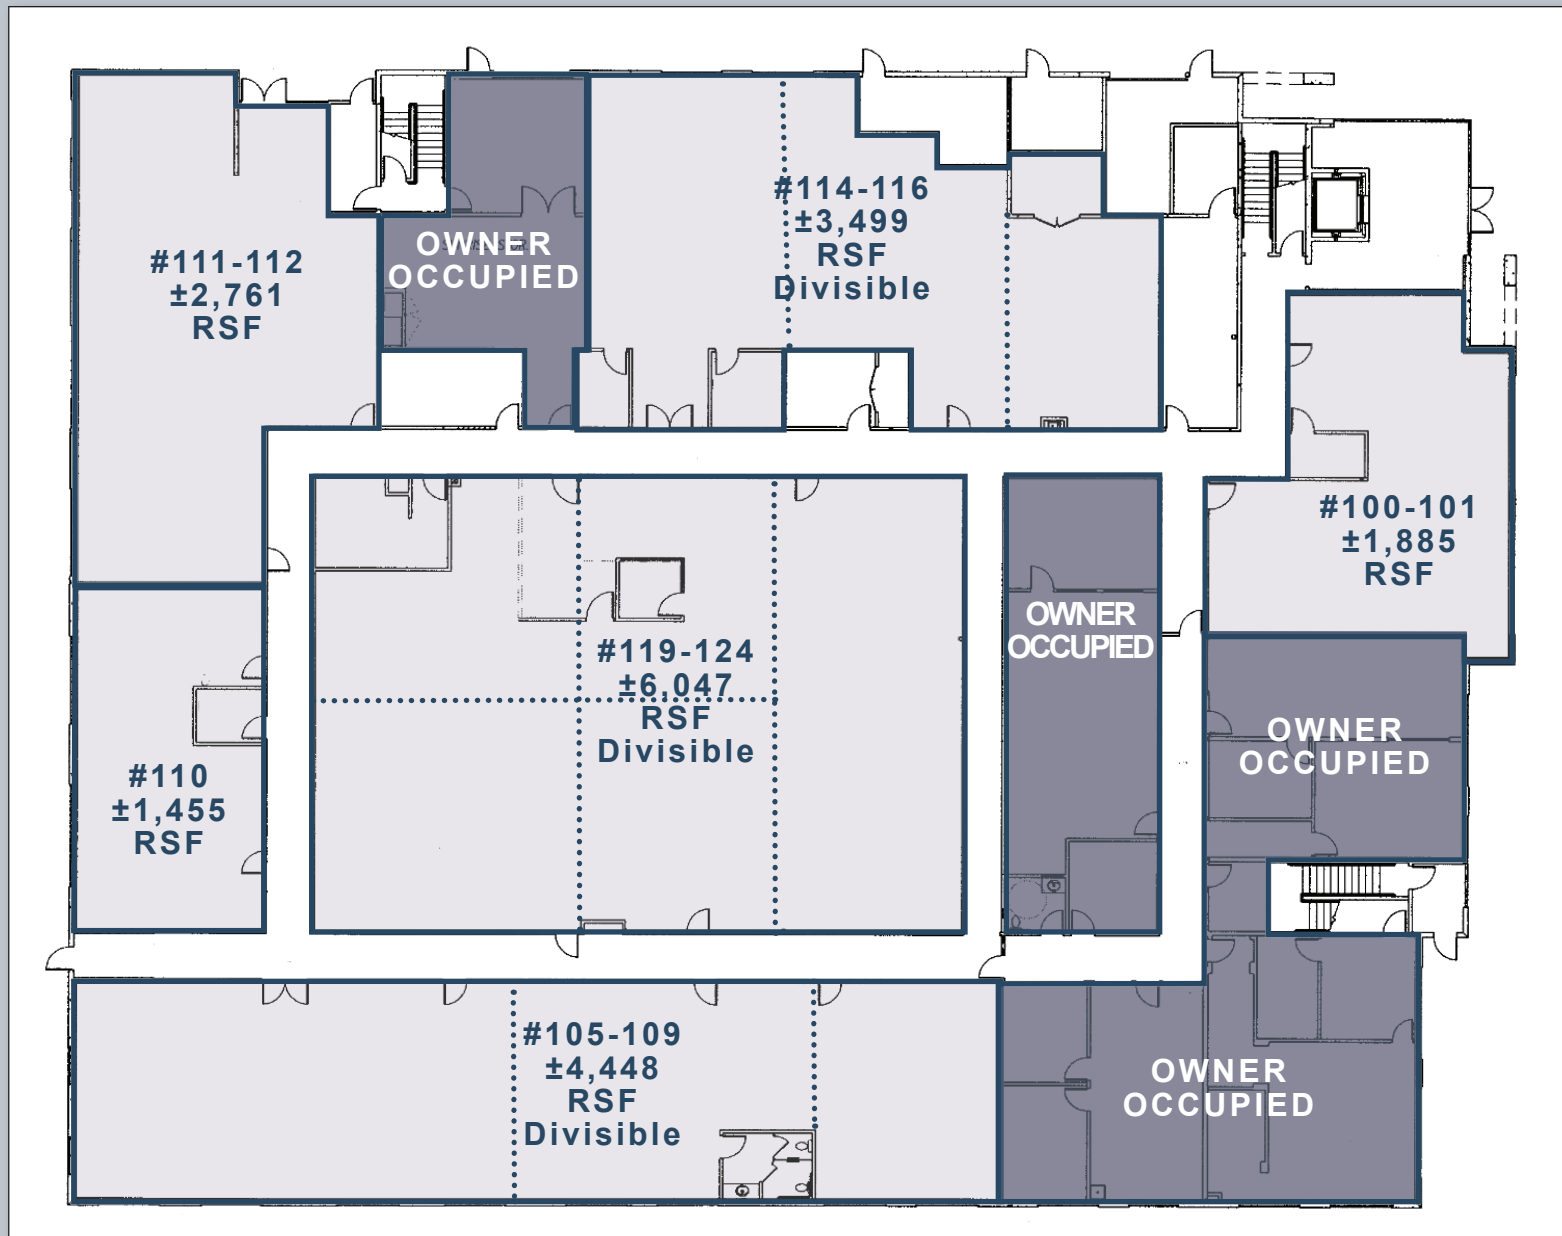 #114-116
±3,499
RSF
Divisible
OWNER
OCCUPIED
#111-112
±2,761
RSF
#100-101
±1,885
RSF
OWNER
OCCUPIED
#119-124
±6,047
RSF
Divisible
OWNER
OCCUPIED
#110
±1,455
RSF
#105-109
±4,448
RSF
Divisible
OWNER
OCCUPIED